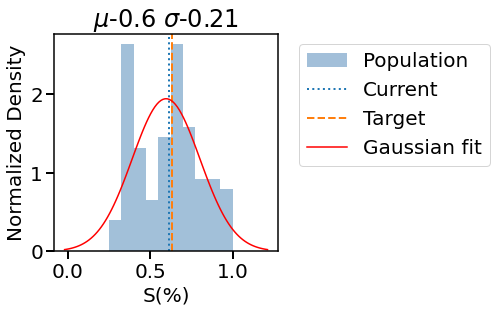 μ-0.6 σ-0.21
Normalized Density
2
1
0
0.0 0.5 1.0
S(%)
Population
Current
Target
Gaussian fit